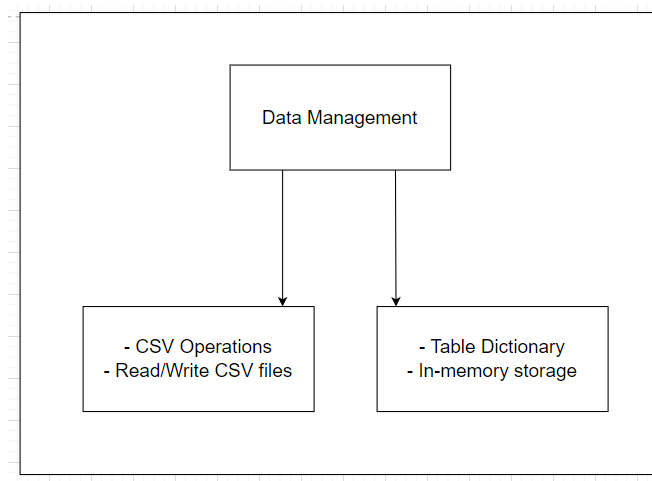 Data Management
- CSV Operations
- Read/Write CSV files
- Table Dictionary
- In-memory storage